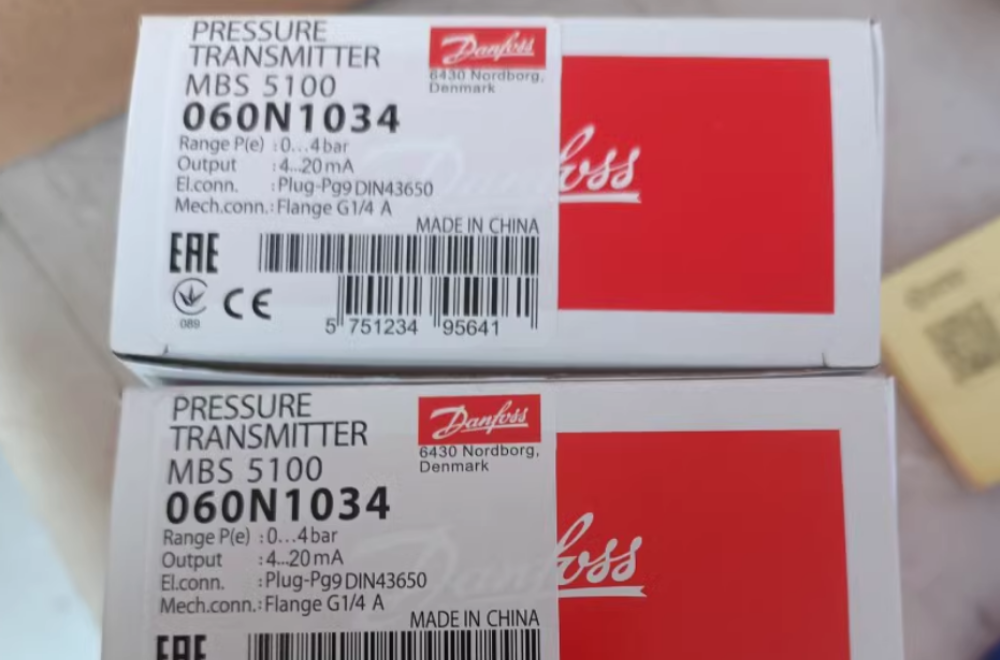 PRESSURE
TRANSMITTER
MBS 5100
060N1034
Range P(e) : 0...4 bar
Output : 4...20 mA
El.conn. : Plug-Pg9 DIN43650
Mech.conn.: Flange G1/4 A
Danfoss
6430 Nordborg,
Denmark
MADE IN CHINA
EAC
089
CE
5 751234 95641
Danfoss
PRESSURE
TRANSMITTER
MBS 5100
060N1034
Range P(e) : 0...4 bar
Output : 4...20 mA
El.conn. : Plug-Pg9 DIN43650
Mech.conn.: Flange G1/4 A
Danfoss
6430 Nordborg,
Denmark
MADE IN CHINA
EAC
Danfoss